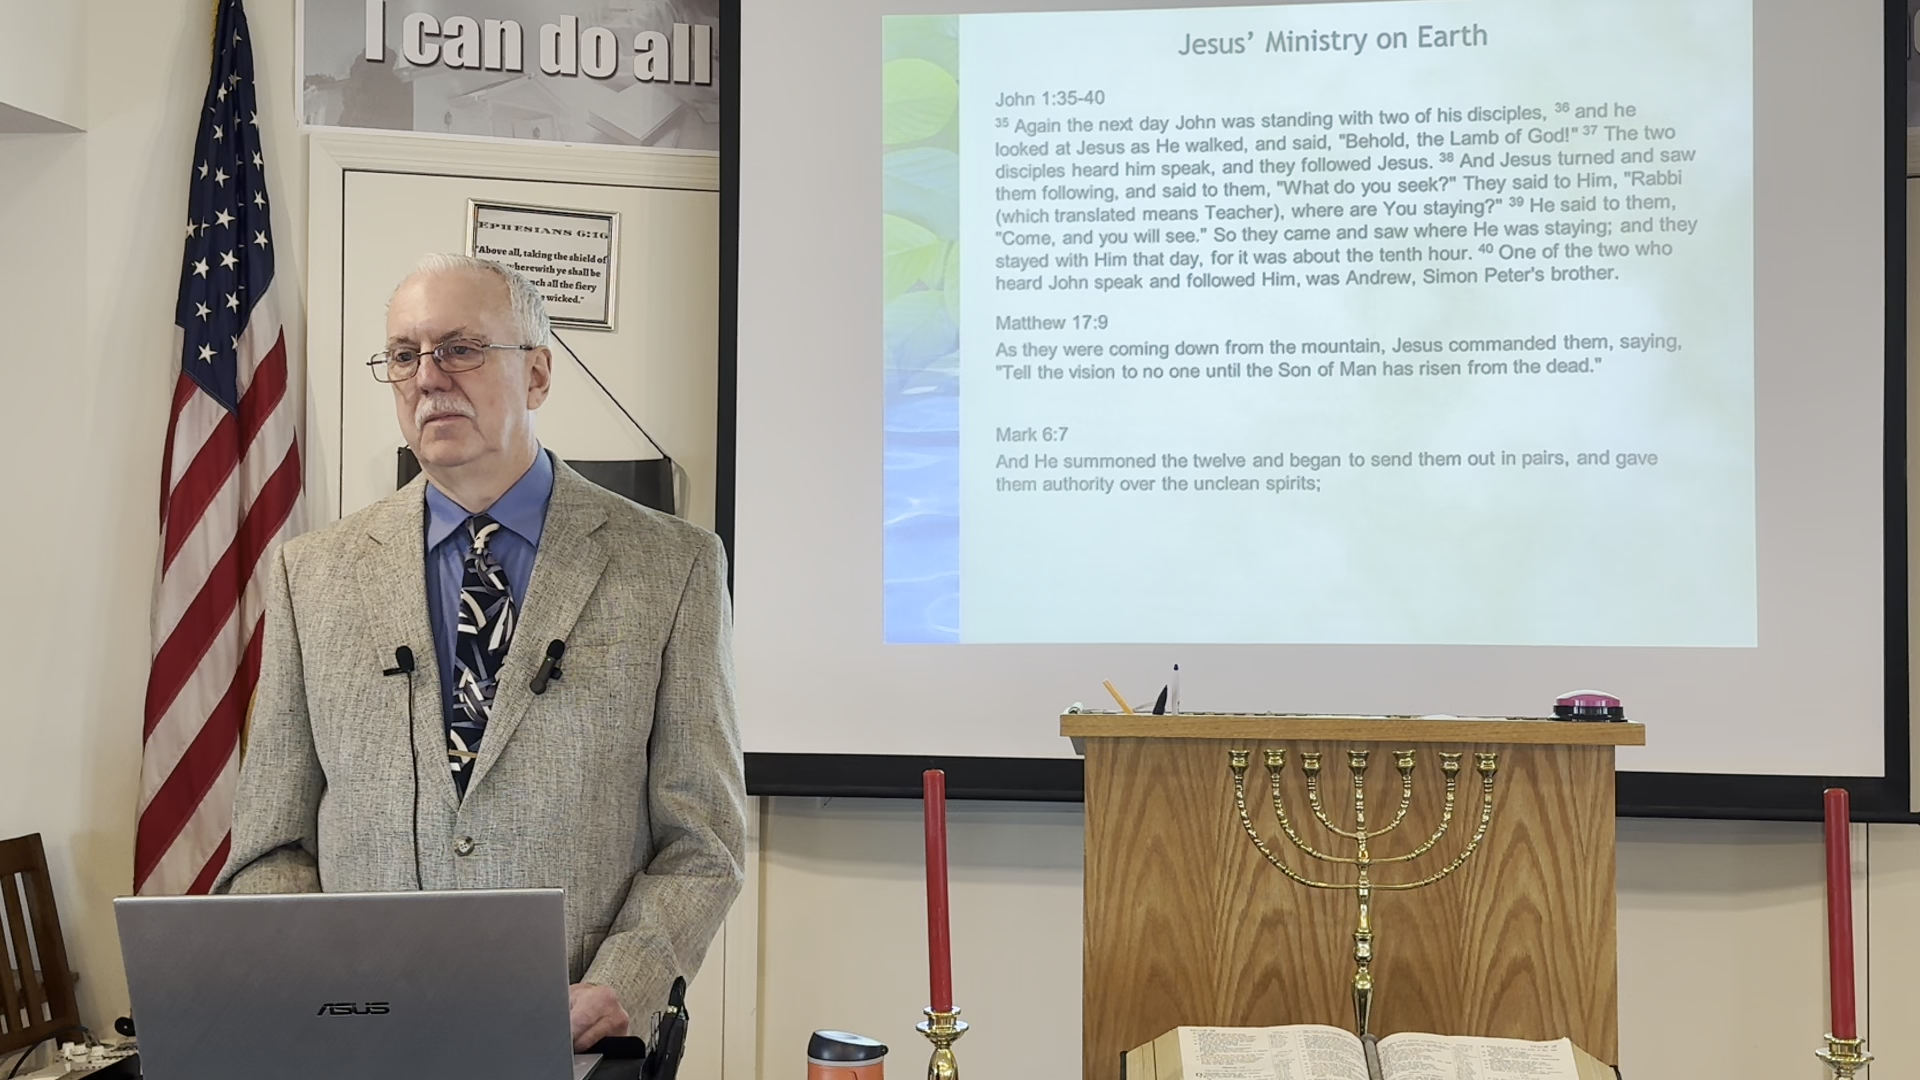 I can do all
Jesus’ Ministry on Earth
John 1:35-40
35 Again the next day John was standing with two of his disciples, 36 and he
looked at Jesus as He walked, and said, "Behold, the Lamb of God!" 37 The two
disciples heard him speak, and they followed Jesus. 38 And Jesus turned and saw
them following, and said to them, "What do you seek?" They said to Him, "Rabbi
(which translated means Teacher), where are You staying?" 39 He said to them,
"Come, and you will see." So they came and saw where He was staying; and they
stayed with Him that day, for it was about the tenth hour. 40 One of the two who
heard John speak and followed Him, was Andrew, Simon Peter's brother.
Matthew 17:9
As they were coming down from the mountain, Jesus commanded them, saying,
"Tell the vision to no one until the Son of Man has risen from the dead."
Mark 6:7
And He summoned the twelve and began to send them out in pairs, and gave
them authority over the unclean spirits;
EPHESIANS 6:16
"Above all, taking the shield of
wherewith ye shall be
all the fiery
wicked."
ASUS